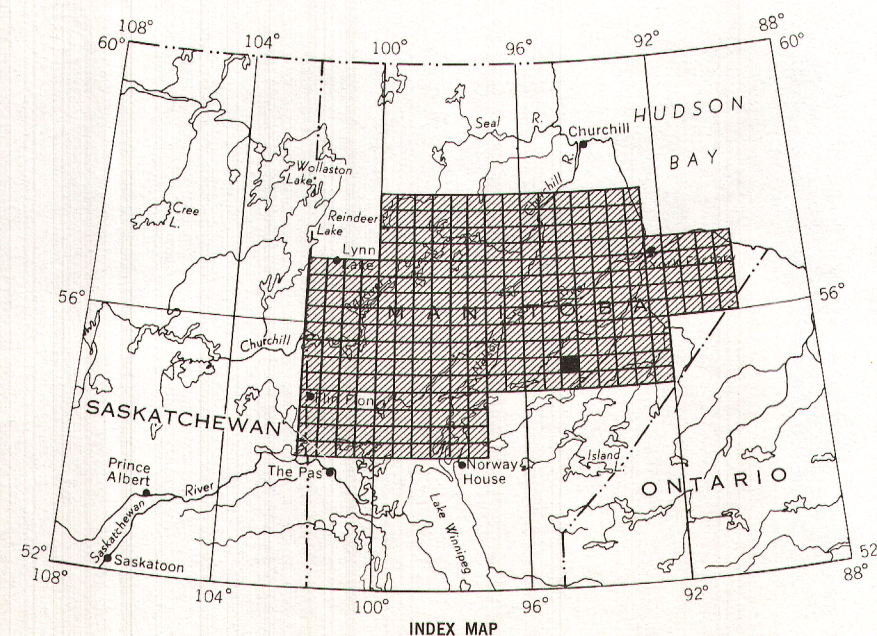 108°
60°
104°
100°
96°
92°
88°
60°
HUDSON
BAY
Seal R.
Churchill
Churchill R.
Wollaston
Lake
Cree
L.
Reindeer
Lake
Lynn
Lake
MANITOBA
56°
56°
Churchill
Flin Flon
SASKATCHEWAN
Prince
Albert
River
Saskatchewan
The Pas
Norway
House
Island
L.
ONTARIO
Lake Winnipeg
Saskatoon
52°
108°
104°
100°
96°
92°
88°
52
INDEX MAP